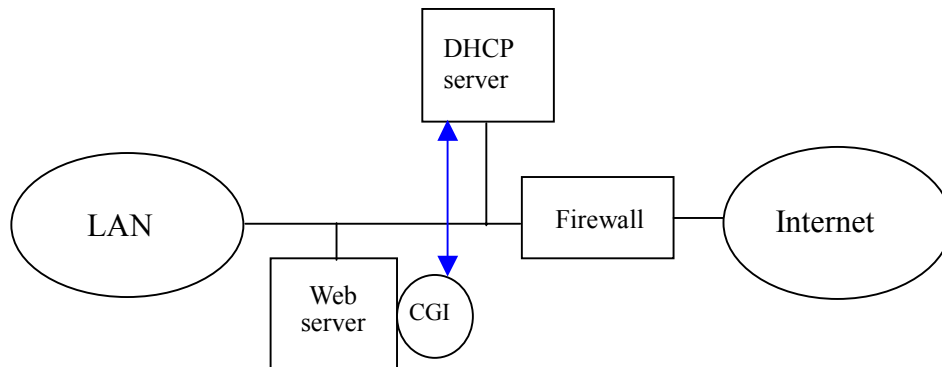 DHCP
server
LAN
Firewall
Internet
Web
server
CGI